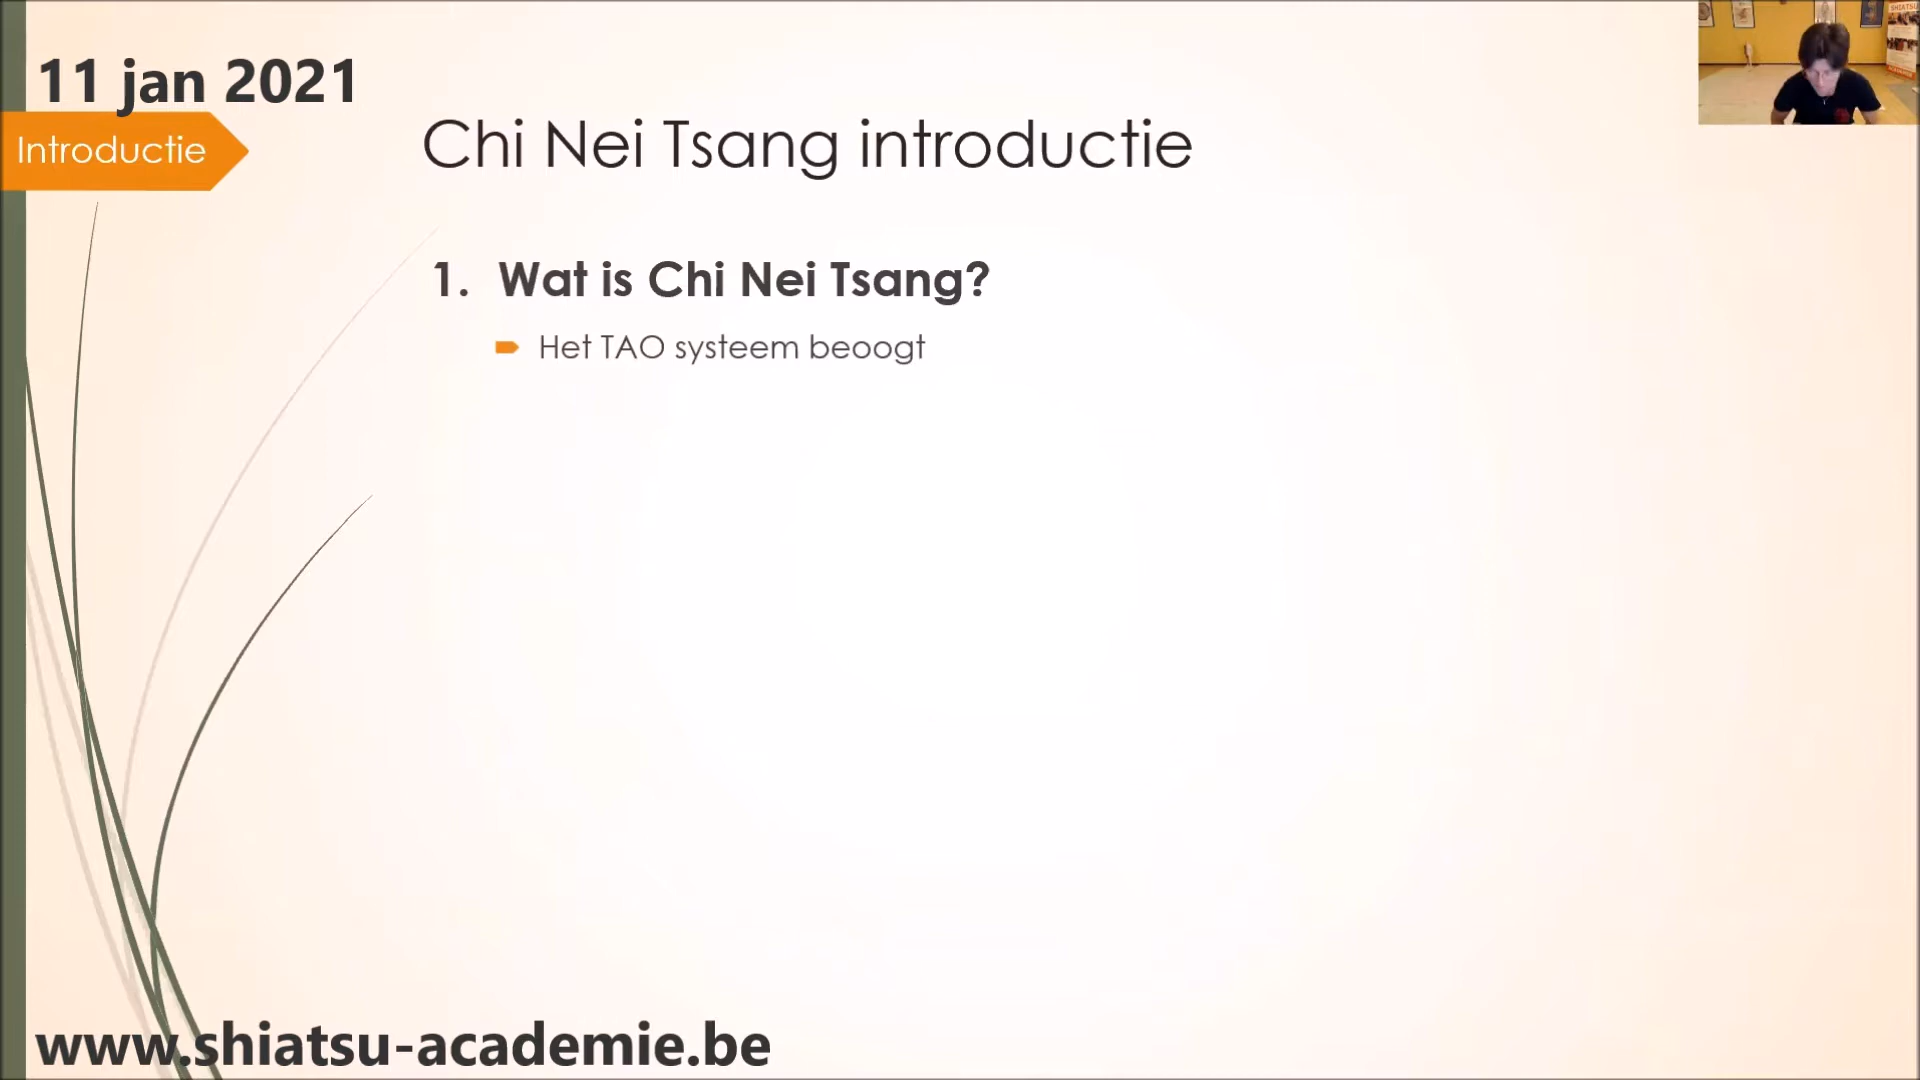 11 jan 2021
Introductie
Chi Nei Tsang introductie
1. Wat is Chi Nei Tsang?
Het TAO systeem beoogt
www.shiatsu-academie.be
SHIATSU